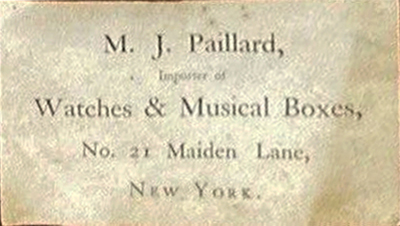 M. J. Paillard,
Importer of
Watches & Musical Boxes,
No. 21 Maiden Lane,
NEW YORK.